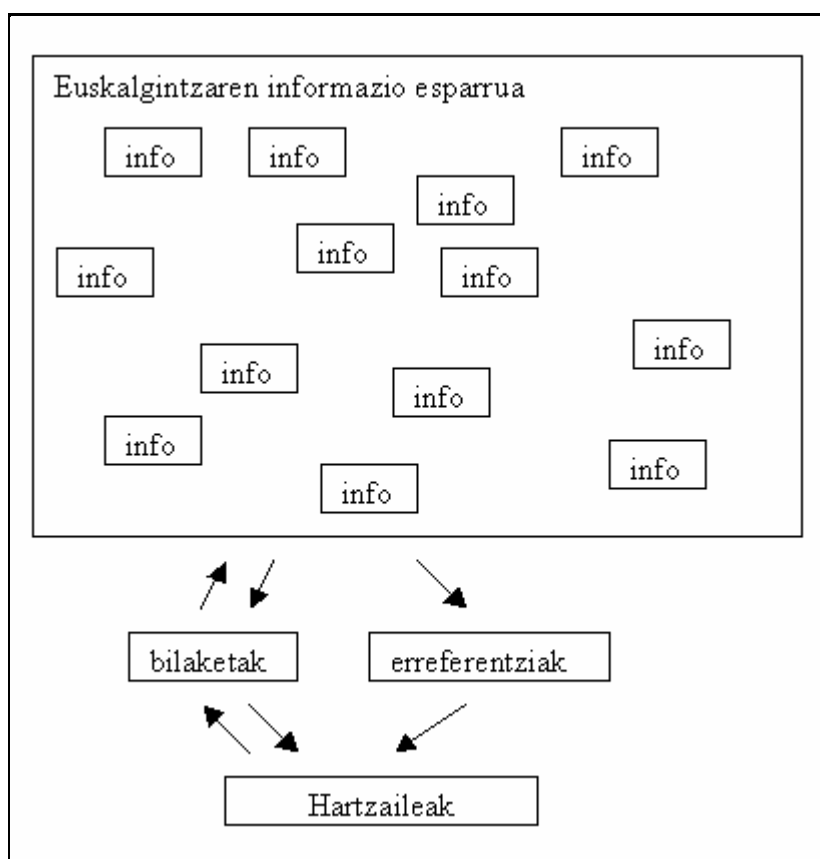 Euskalgintzaren informazio esparrua
info info info
info
info
info info
info
info
info
info
info
info
bilaketak erreferentziak
Hartzaileak